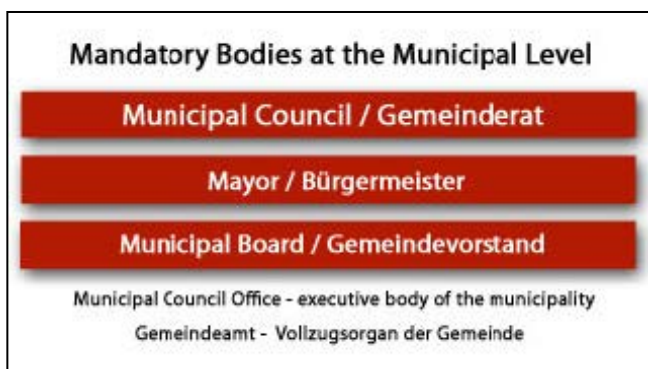 Mandatory Bodies at the Municipal Level
Municipal Council / Gemeinderat
Mayor / Bürgermeister
Municipal Board / Gemeindevorstand
Municipal Council Office - executive body of the municipality
Gemeindeamt - Vollzugsorgan der Gemeinde